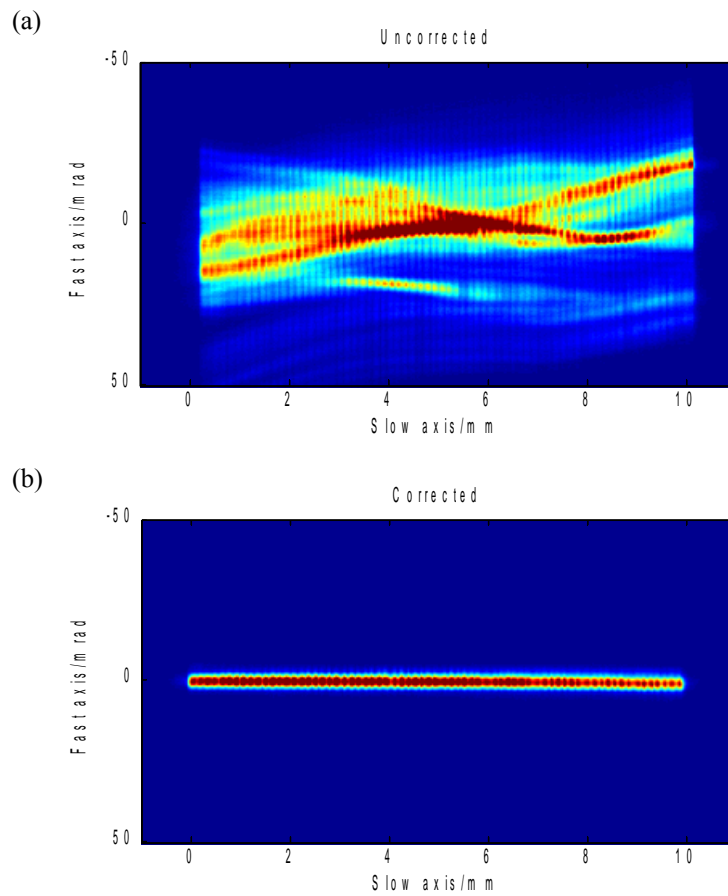 (a)
Uncorrected
-50
0
50
Fast axis/mrad
0 2 4 6 8 10
Slow axis/mm
(b)
Corrected
-50
0
50
Fast axis/mrad
0 2 4 6 8 10
Slow axis/mm